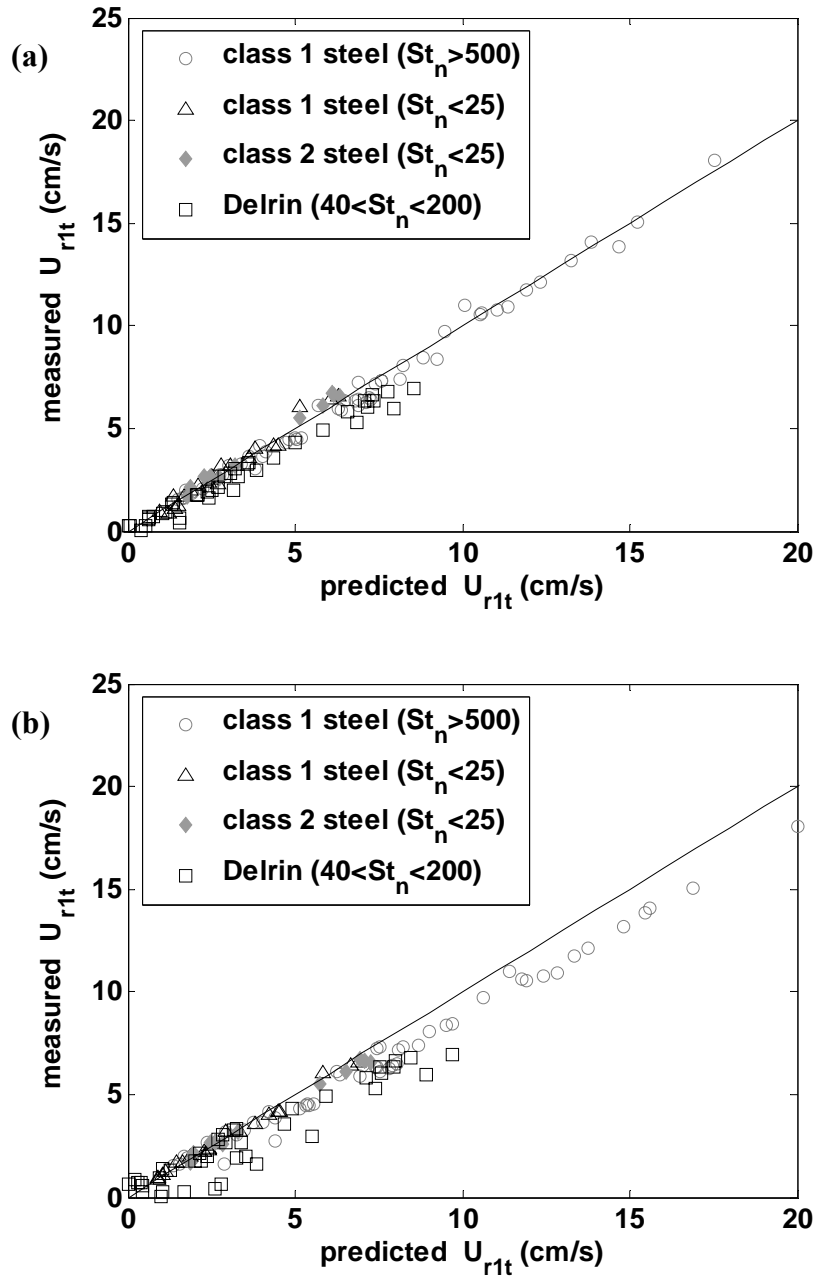 (a)
class 1 steel (St_n>500)
class 1 steel (St_n<25)
class 2 steel (St_n<25)
Delrin (40<St_n<200)
25
20
15
10
5
0
measured U_r1t (cm/s)
0 5 10 15 20
predicted U_r1t (cm/s)
(b)
class 1 steel (St_n>500)
class 1 steel (St_n<25)
class 2 steel (St_n<25)
Delrin (40<St_n<200)
25
20
15
10
5
0
measured U_r1t (cm/s)
0 5 10 15 20
predicted U_r1t (cm/s)